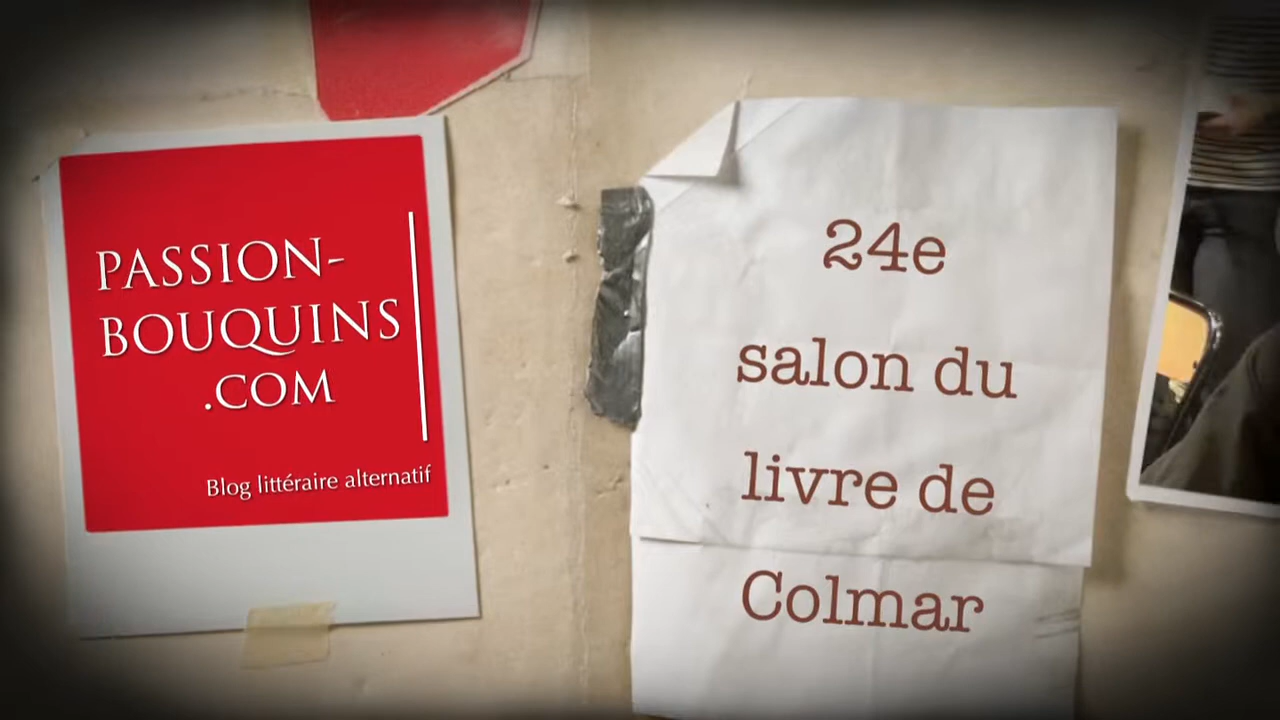 PASSION-
BOUQUINS
.COM
Blog littéraire alternatif
24e
salon du
livre de
Colmar